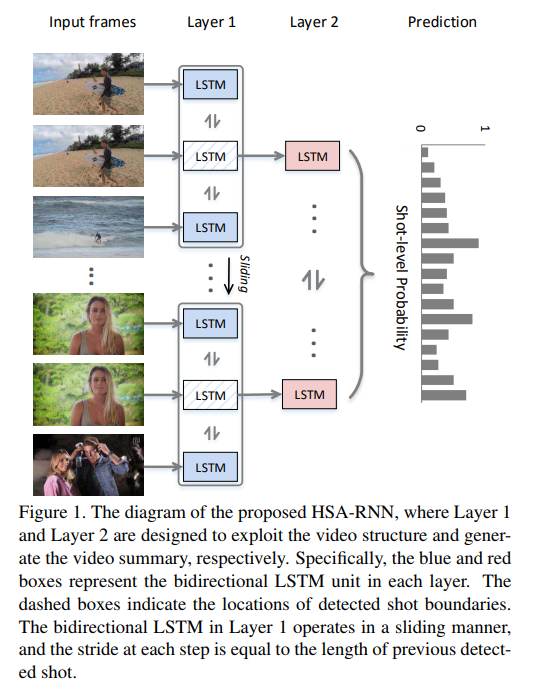 Input frames Layer 1 Layer 2 Prediction
LSTM
LSTM LSTM
LSTM
Sliding
LSTM
LSTM LSTM
LSTM
0 1
Shot-level Probability
Figure 1. The diagram of the proposed HSA-RNN, where Layer 1
and Layer 2 are designed to exploit the video structure and gener-
ate the video summary, respectively. Specifically, the blue and red
boxes represent the bidirectional LSTM unit in each layer. The
dashed boxes indicate the locations of detected shot boundaries.
The bidirectional LSTM in Layer 1 operates in a sliding manner,
and the stride at each step is equal to the length of previous detect-
ed shot.